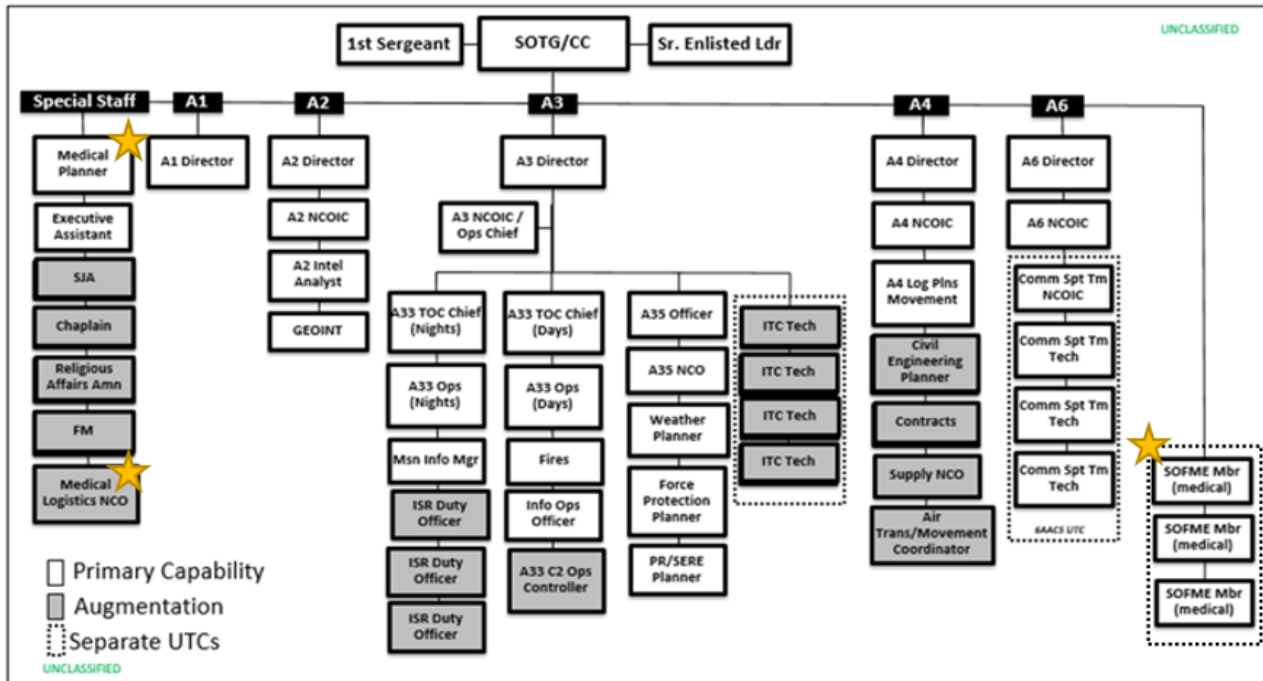 UNCLASSIFIED
1st Sergeant
SOTG/CC
Sr. Enlisted Ldr
Special Staff
A1
A2
A3
A4
A6
Medical
Planner
Executive
Assistant
SJA
Chaplain
Religious
Affairs Amn
FM
Medical
Logistics NCO
A1 Director
A2 Director
A2 NCOIC
A2 Intel
Analyst
GEOINT
A3 Director
A3 NCOIC /
Ops Chief
A33 TOC Chief
(Nights)
A33 Ops
(Nights)
Msn Info Mgr
ISR Duty
Officer
ISR Duty
Officer
ISR Duty
Officer
A33 TOC Chief
(Days)
A33 Ops
(Days)
Fires
Info Ops
Officer
A33 C2 Ops
Controller
A35 Officer
A35 NCO
Weather
Planner
Force
Protection
Planner
PR/SERE
Planner
ITC Tech
ITC Tech
ITC Tech
ITC Tech
A4 Director
A4 NCOIC
A4 Log Plns
Movement
Civil
Engineering
Planner
Contracts
Supply NCO
Air
Trans/Movement
Coordinator
A6 Director
A6 NCOIC
Comm Spt Tm
NCOIC
Comm Spt Tm
Tech
Comm Spt Tm
Tech
Comm Spt Tm
Tech
6AACS UTC
SOFME Mbr
(medical)
SOFME Mbr
(medical)
SOFME Mbr
(medical)
Primary Capability
Augmentation
Separate UTCs
UNCLASSIFIED